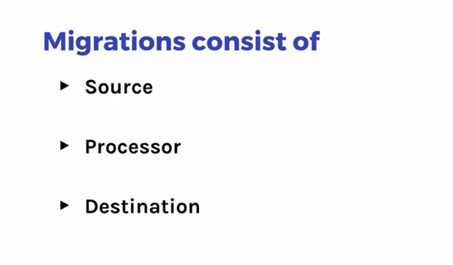 Migrations consist of
Source
Processor
Destination